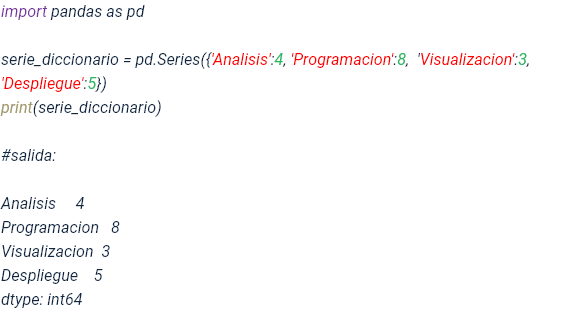 import pandas as pd
serie_diccionario = pd.Series({'Analisis':4, 'Programacion':8,  'Visualizacion':3,
'Despliegue':5})
print(serie_diccionario)
#salida:
Analisis     4
Programacion   8
Visualizacion  3
Despliegue    5
dtype: int64